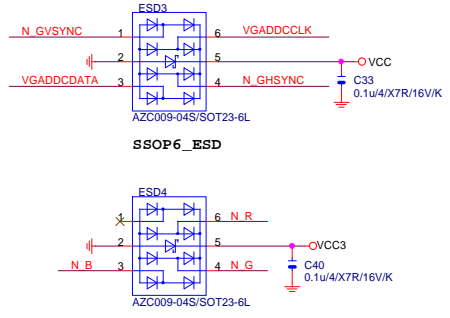 ESD3
N_GVSYNC 1 6 VGADDCCLK
2 5 VCC
VGADDCDATA 3 4 N_GHSYNC
C33
0.1u/4/X7R/16V/K
AZC009-04S/SOT23-6L
SSOP6_ESD
ESD4
1 6 N_R
2 5 VCC3
N_B 3 4 N_G
C40
0.1u/4/X7R/16V/K
AZC009-04S/SOT23-6L